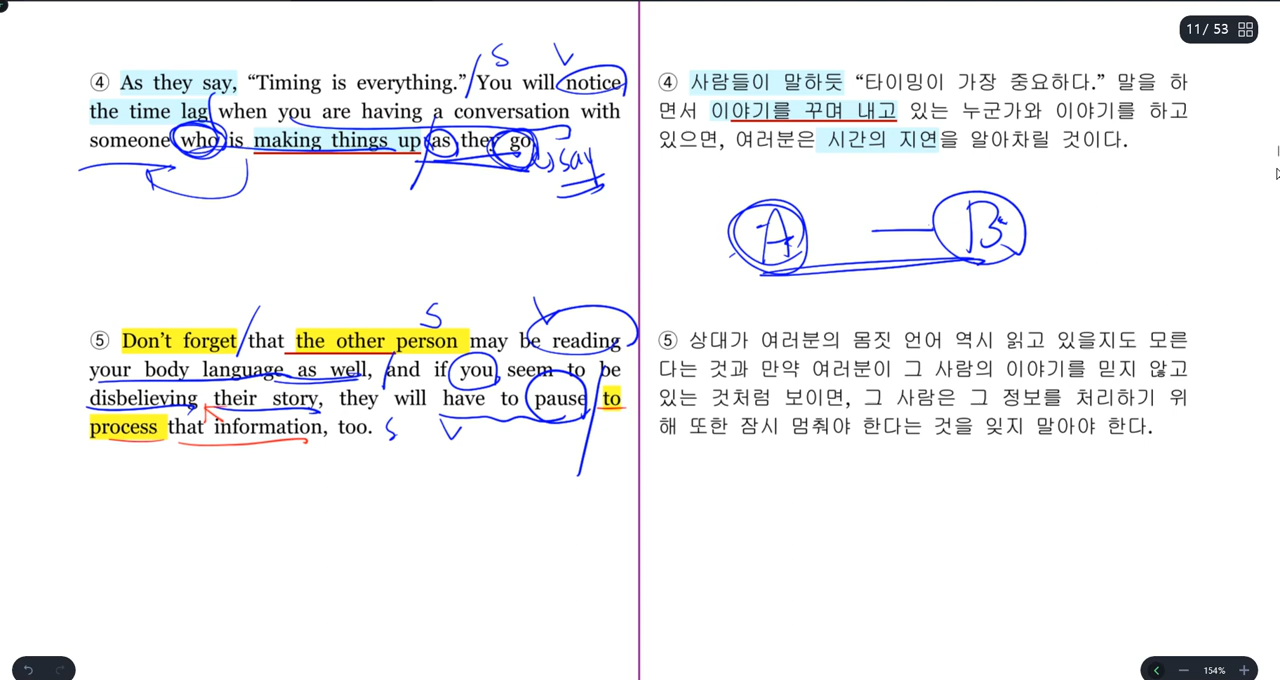 11 / 53
④ As they say, “Timing is everything.” You will notice
the time lag when you are having a conversation with
someone who is making things up as they go.
say
S
V
④ 사람들이 말하듯 “타이밍이 가장 중요하다.” 말을 하
면서 이야기를 꾸며 내고 있는 누군가와 이야기를 하고
있으면, 여러분은 시간의 지연을 알아차릴 것이다.
A
B
S
V
⑤ Don’t forget that the other person may be reading
your body language as well, and if you seem to be
disbelieving their story, they will have to pause to
process that information, too.
S
V
⑤ 상대가 여러분의 몸짓 언어 역시 읽고 있을지도 모른
다는 것과 만약 여러분이 그 사람의 이야기를 믿지 않고
있는 것처럼 보이면, 그 사람은 그 정보를 처리하기 위
해 또한 잠시 멈춰야 한다는 것을 잊지 말아야 한다.
154%